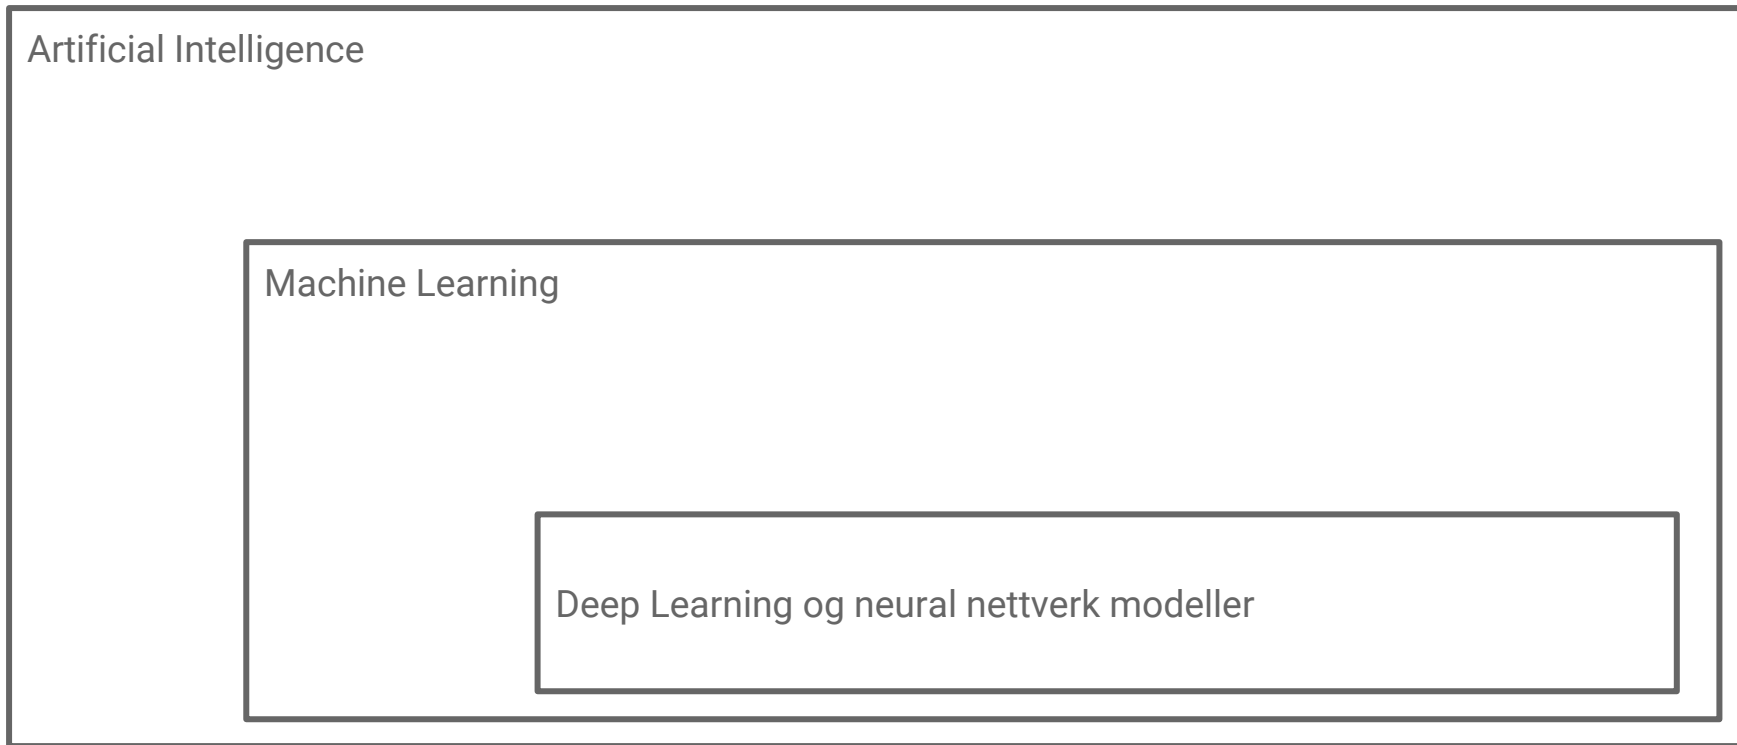 Artificial Intelligence
Machine Learning
Deep Learning og neural nettverk modeller